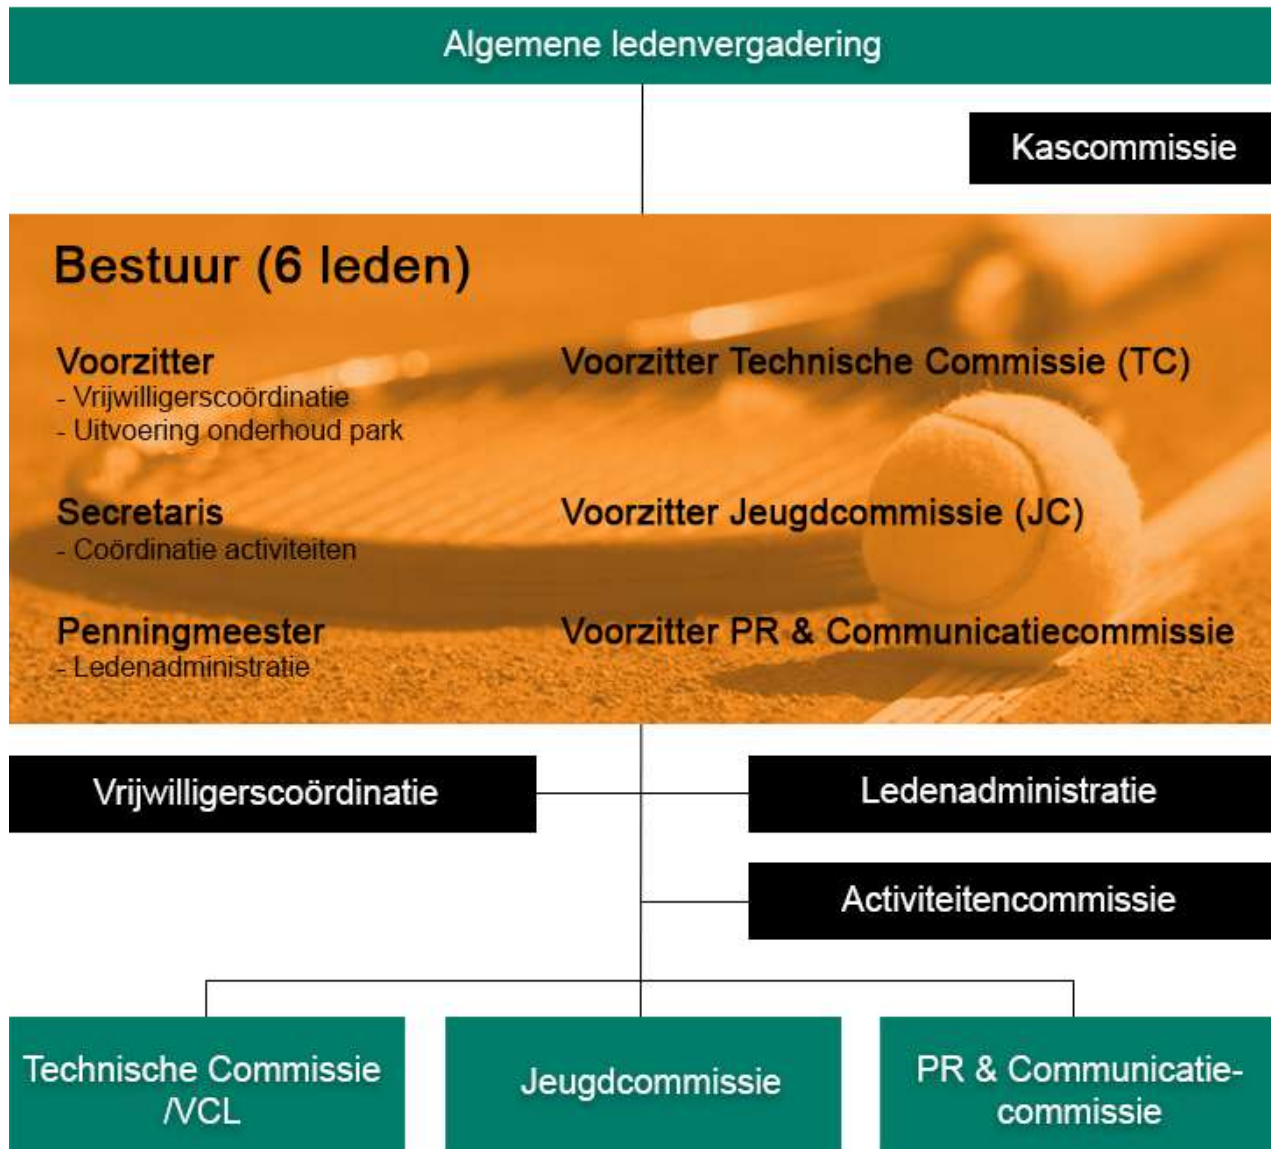 Algemene ledenvergadering
Kascommissie
Bestuur (6 leden)
Voorzitter
- Vrijwilligerscoördinatie
- Uitvoering onderhoud park
Voorzitter Technische Commissie (TC)
Secretaris
- Coördinatie activiteiten
Voorzitter Jeugdcommissie (JC)
Penningmeester
- Ledenadministratie
Voorzitter PR & Communicatiecommissie
Vrijwilligerscoördinatie
Ledenadministratie
Activiteitencommissie
Technische Commissie
/VCL
Jeugdcommissie
PR & Communicatie-
commissie